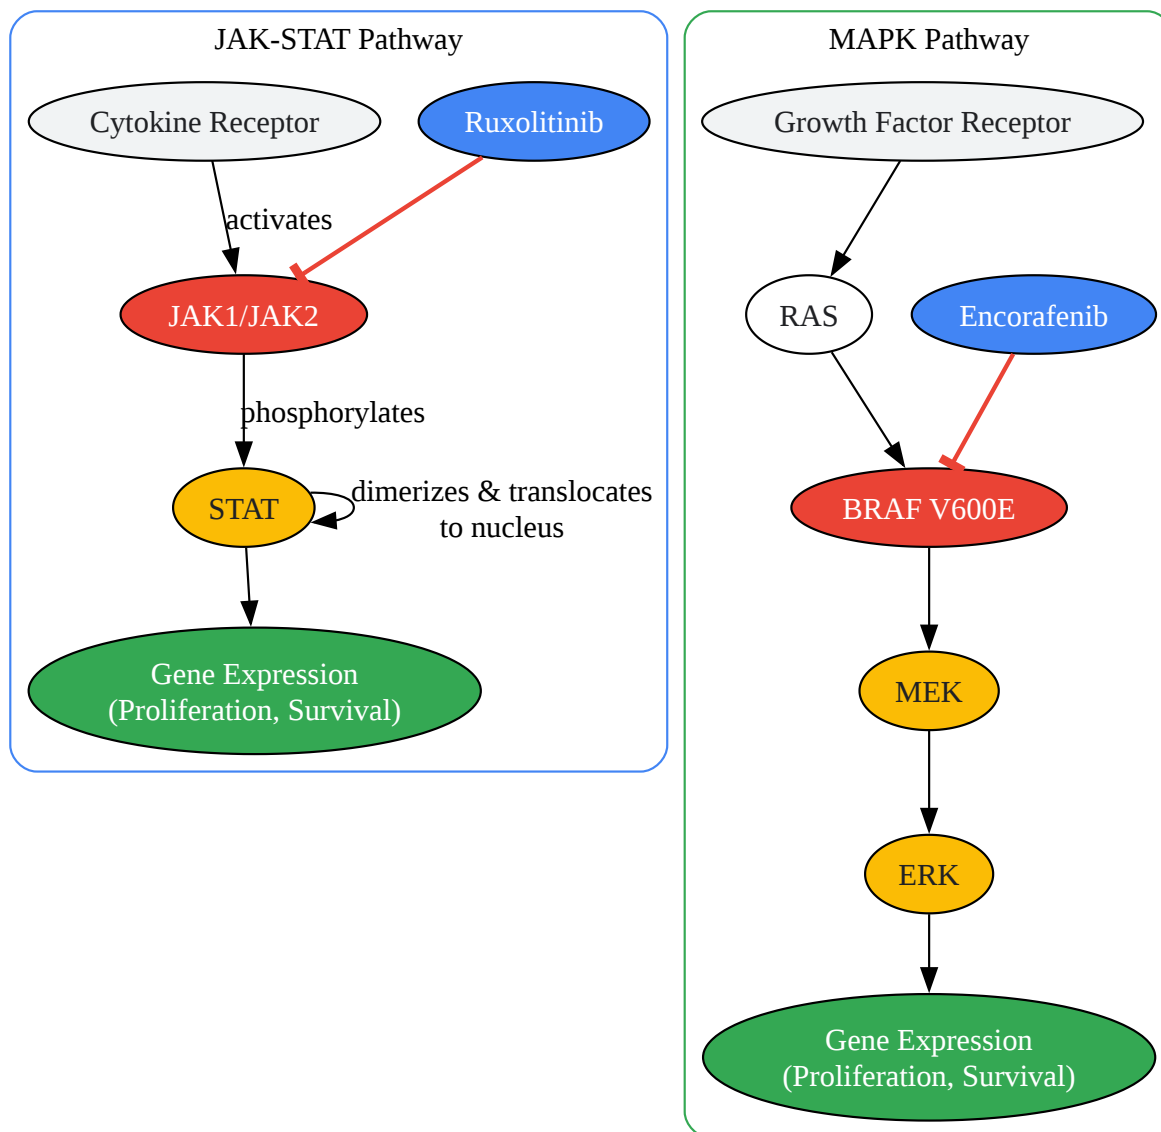 JAK-STAT Pathway
Cytokine Receptor
Ruxolitinib
activates
JAK1/JAK2
phosphorylates
STAT
dimerizes & translocates
to nucleus
Gene Expression
(Proliferation, Survival)
MAPK Pathway
Growth Factor Receptor
RAS
Encorafenib
BRAF V600E
MEK
ERK
Gene Expression
(Proliferation, Survival)